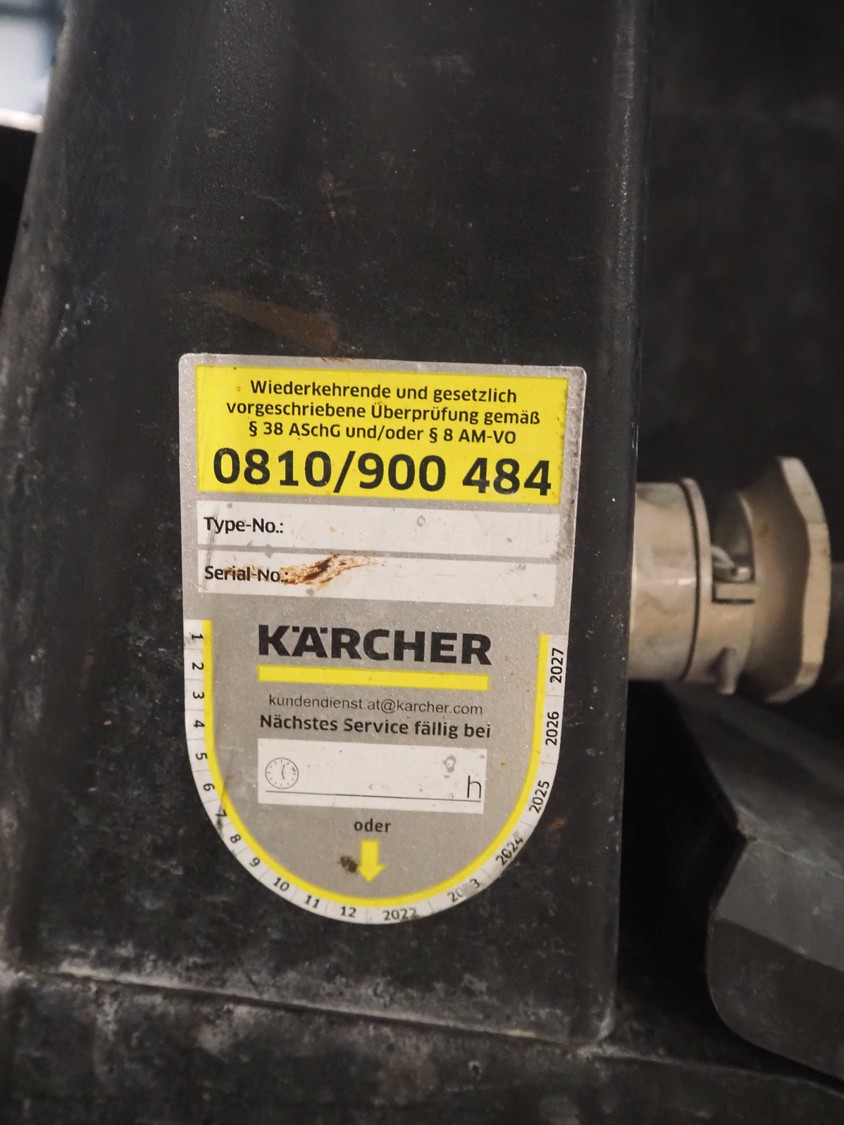 Wiederkehrende und gesetzlich
vorgeschriebene Überprüfung gemäß
§ 38 ASchG und/oder § 8 AM-VO
0810/900 484
Type-No.:
Serial-No.:
KÄRCHER
kundendienst.at@karcher.com
Nächstes Service fällig bei
h
oder
1
2
3
4
5
6
7
8
9
10
11
12
2022
2023
2024
2025
2026
2027